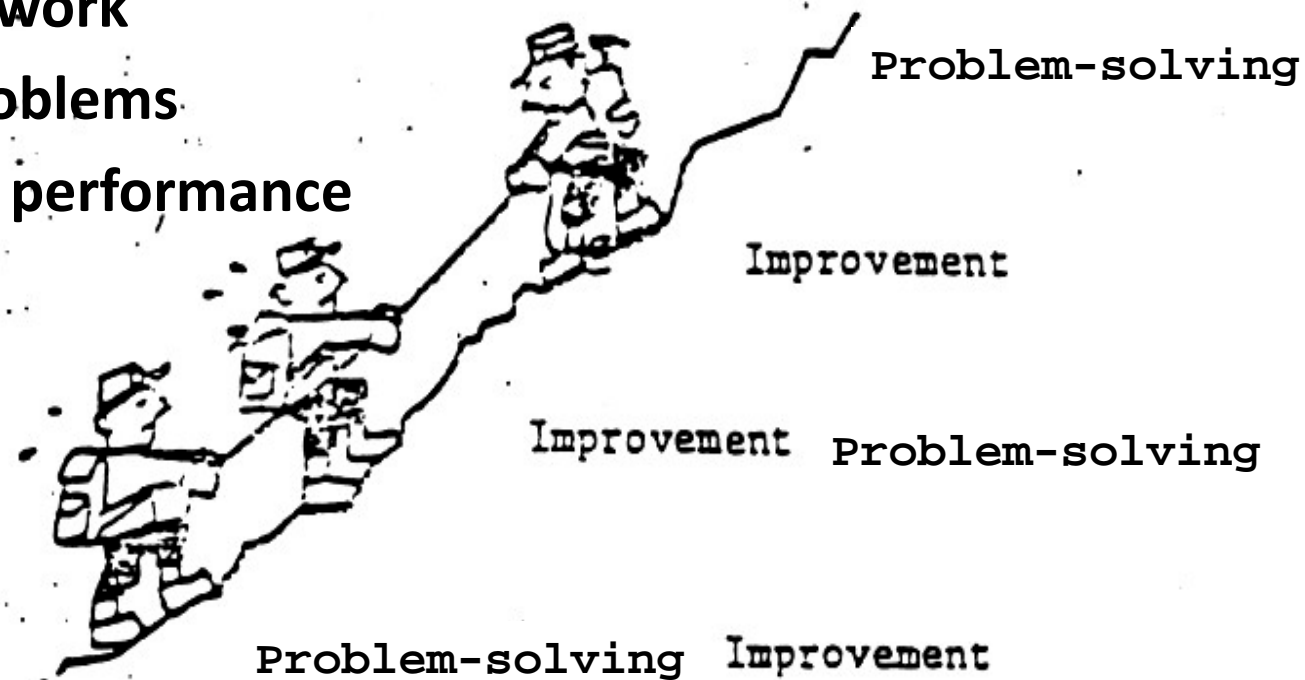 work
oblems
performance
Problem-solving
Improvement
Improvement Problem-solving
Problem-solving Improvement